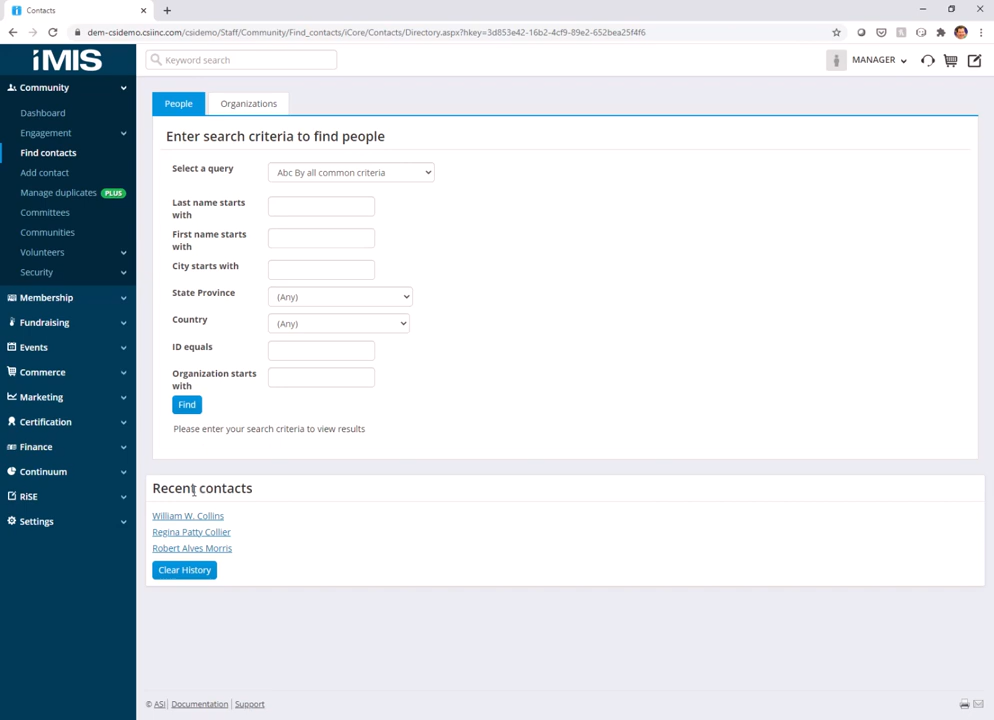 Contacts
dem-csidemo.csiinc.com/csidemo/Staff/Community/Find_contacts/iCore/Contacts/Directory.aspx?hkey=3d853e42-16b2-4cf9-89e2-652bea25f4f6
iMIS
Keyword search
MANAGER
Community
Dashboard
Engagement
Find contacts
Add contact
Manage duplicates PLUS
Committees
Communities
Volunteers
Security
Membership
Fundraising
Events
Commerce
Marketing
Certification
Finance
Continuum
RiSE
Settings
People
Organizations
Enter search criteria to find people
Select a query
Abc By all common criteria
Last name starts
with
First name starts
with
City starts with
State Province
(Any)
Country
(Any)
ID equals
Organization starts
with
Find
Please enter your search criteria to view results
Recent contacts
William W. Collins
Regina Patty Collier
Robert Alves Morris
Clear History
© ASI | Documentation | Support